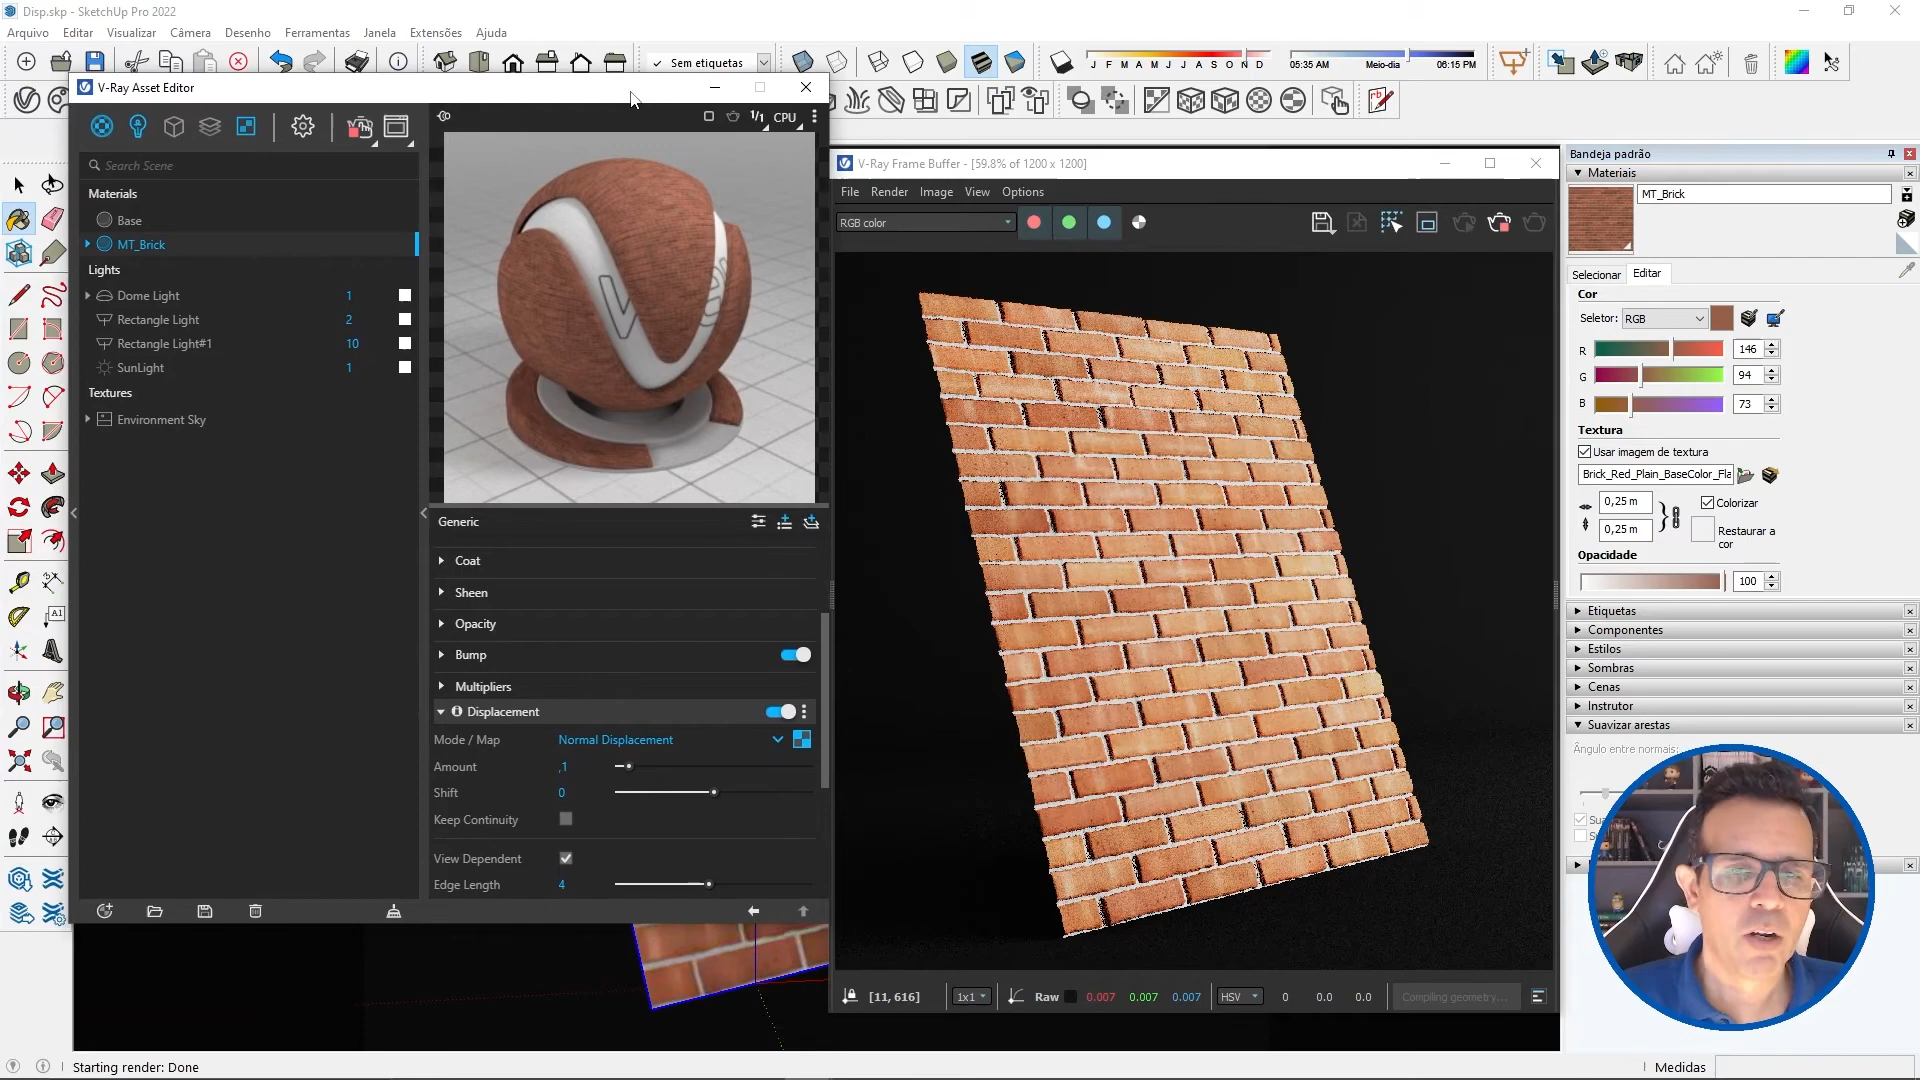 Disp.skp - SketchUp Pro 2022
Arquivo Editar Visualizar Câmera Desenho Ferramentas Janela Extensões Ajuda
Sem etiquetas
J F M A M J J A S O N D
05:35 AM Meio-dia 06:15 PM
V-Ray Asset Editor
1/1 CPU
Search Scene
Materials
Base
MT_Brick
Lights
Dome Light 1
Rectangle Light 2
Rectangle Light#1 10
SunLight 1
Textures
Environment Sky
Generic
Coat
Sheen
Opacity
Bump
Multipliers
Displacement
Mode / Map Normal Displacement
Amount ,1
Shift 0
Keep Continuity
View Dependent
Edge Length 4
V-Ray Frame Buffer - [59.8% of 1200 x 1200]
File Render Image View Options
RGB color
[11, 616] 1x1 Raw 0.007 0.007 0.007 HSV 0 0.0 0.0 Compiling geometry...
Bandeja padrão
Materiais
MT_Brick
Selecionar Editar
Cor
Seletor: RGB
R 146
G 94
B 73
Textura
Usar imagem de textura
Brick_Red_Plain_BaseColor_Fla
0,25 m
Colorizar
0,25 m
Restaurar a
cor
Opacidade
100
Etiquetas
Componentes
Estilos
Sombras
Cenas
Instrutor
Suavizar arestas
Ângulo entre normais:
Starting render: Done
Medidas